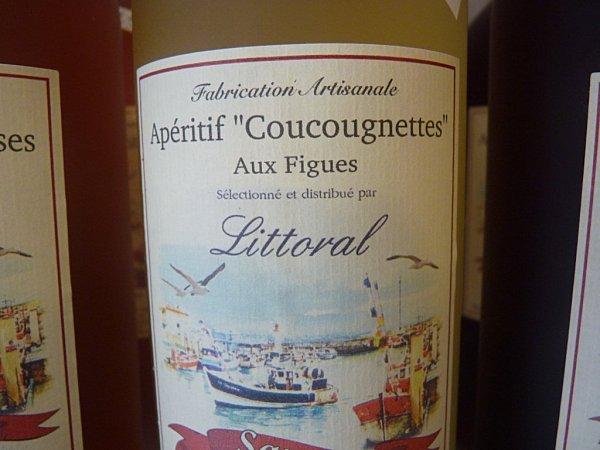 Fabrication Artisanale
Apéritif "Coucougnettes"
Aux Figues
Sélectionné et distribué par
Littoral